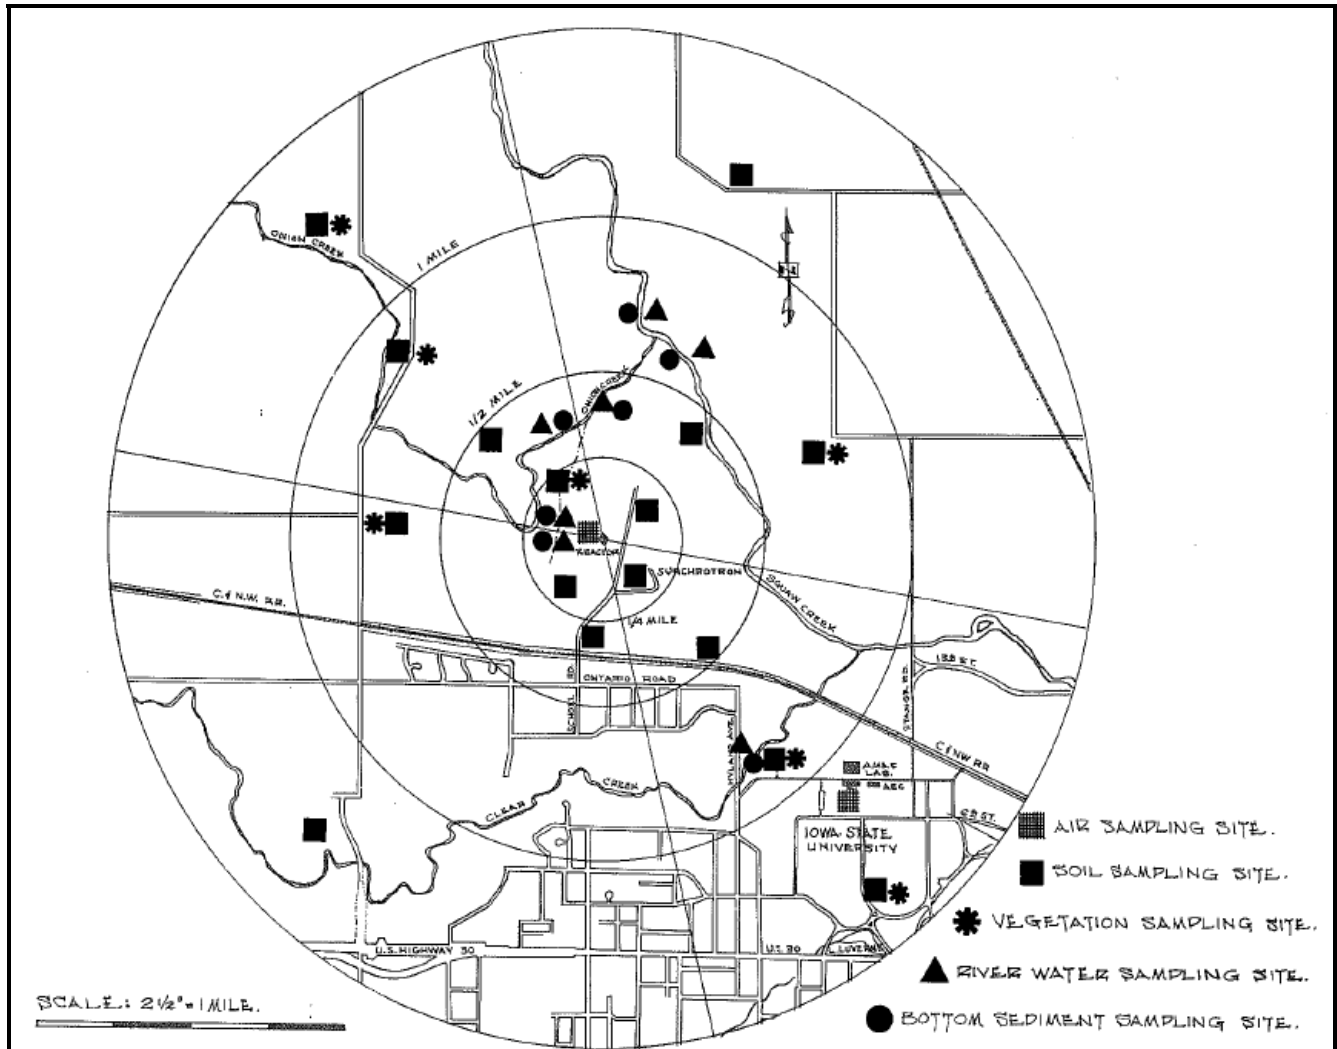 ONION CREEK
1 MILE
1/2 MILE
ONION CREEK
REACTOR
SYNCHROTRON
SQUAW CREEK
C. & N.W. RR.
1/4 MILE
13TH ST.
ONTARIO ROAD
SCHOLL RD.
STANGE RD.
HYLAND AVE.
C & NW RR
LAB.
AEC
CLEAR CREEK
6TH ST.
IOWA STATE
UNIVERSITY
U.S. HIGHWAY 30
U.S. 30
AIR SAMPLING SITE.
SOIL SAMPLING SITE.
VEGETATION SAMPLING SITE.
RIVER WATER SAMPLING SITE.
BOTTOM SEDIMENT SAMPLING SITE.
SCALE: 2 1/2" = 1 MILE.